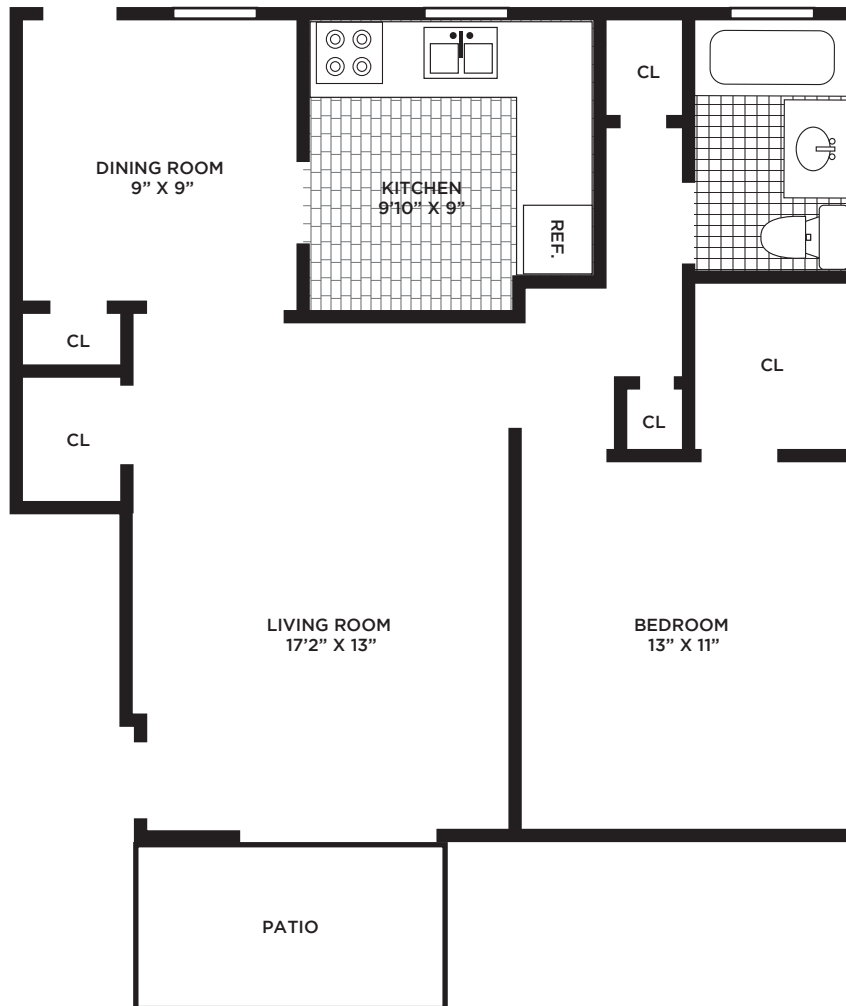 CL
DINING ROOM
9” X 9”
KITCHEN
9’10” X 9”
REF.
CL
CL
CL
CL
LIVING ROOM
17’2” X 13”
BEDROOM
13” X 11”
PATIO